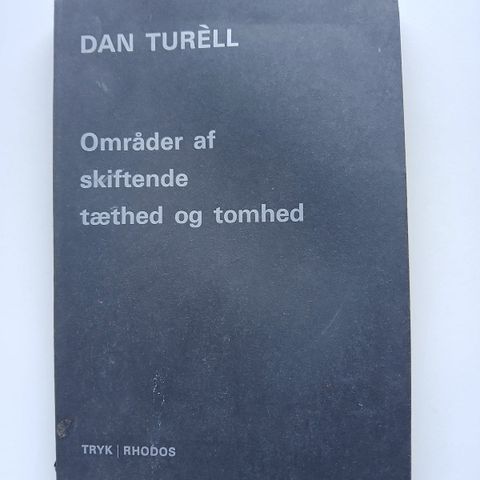 DAN TURÈLL
Områder af
skiftende
tæthed og tomhed
TRYK | RHODOS